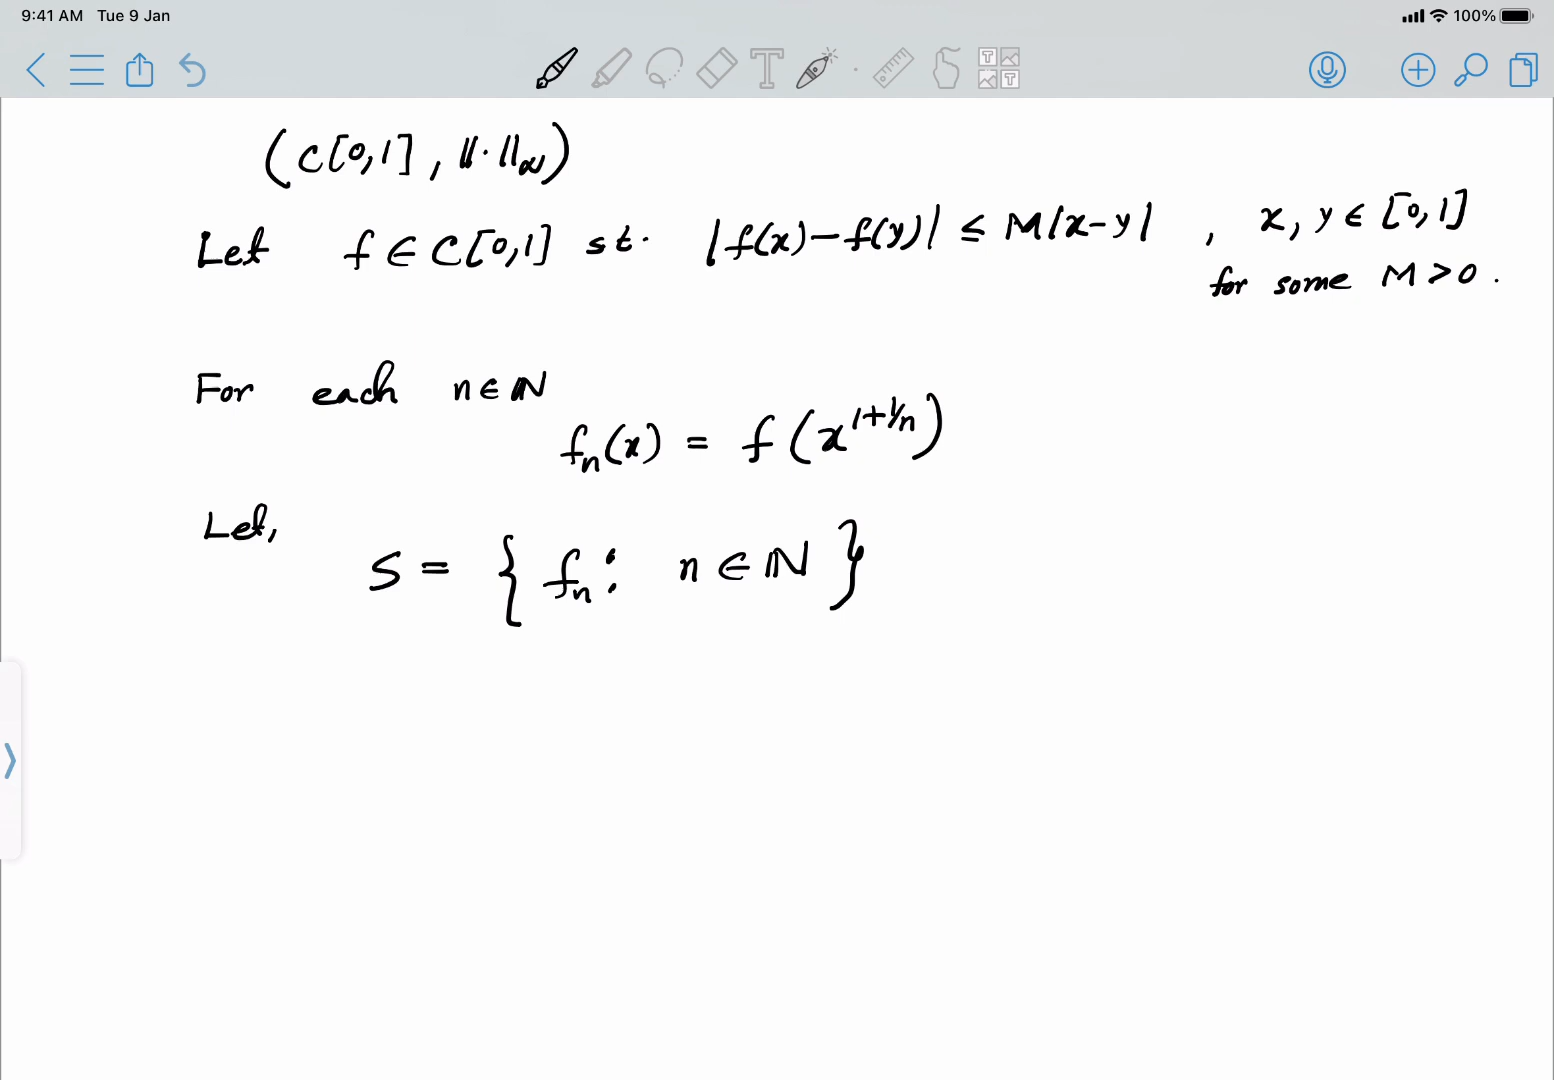 9:41 AM Tue 9 Jan 100%
(C[0,1], ||·||∞)
Let f ∈ C[0,1] s t. |f(x)-f(y)| ≤ M|x-y| , x, y ∈ [0,1]
for some M > 0 .
For each n ∈ ℕ
fₙ(x) = f(x^{1+1/n})
Let,
S = { fₙ : n ∈ ℕ }